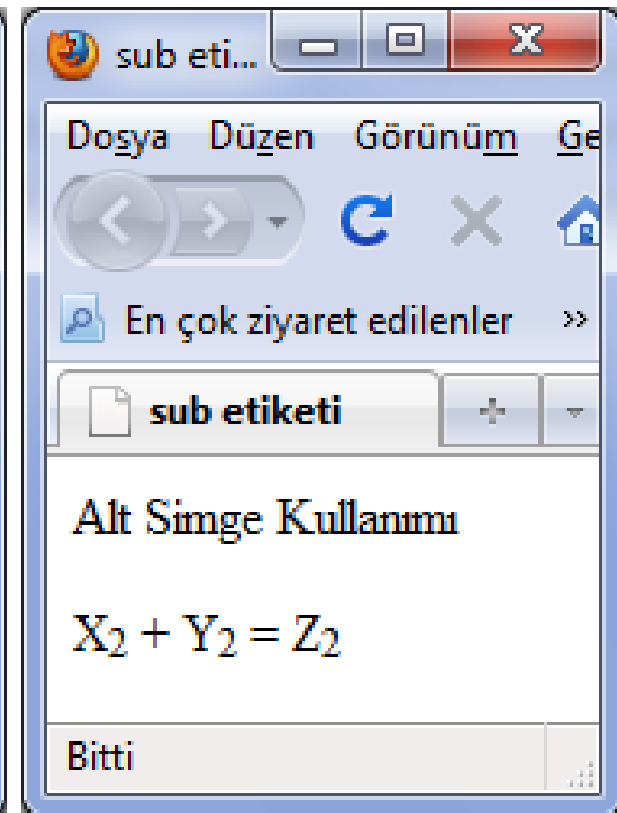 sub eti...
Dosya Düzen Görünüm Ge
En çok ziyaret edilenler »
sub etiketi
Alt Simge Kullanımı
X₂ + Y₂ = Z₂
Bitti